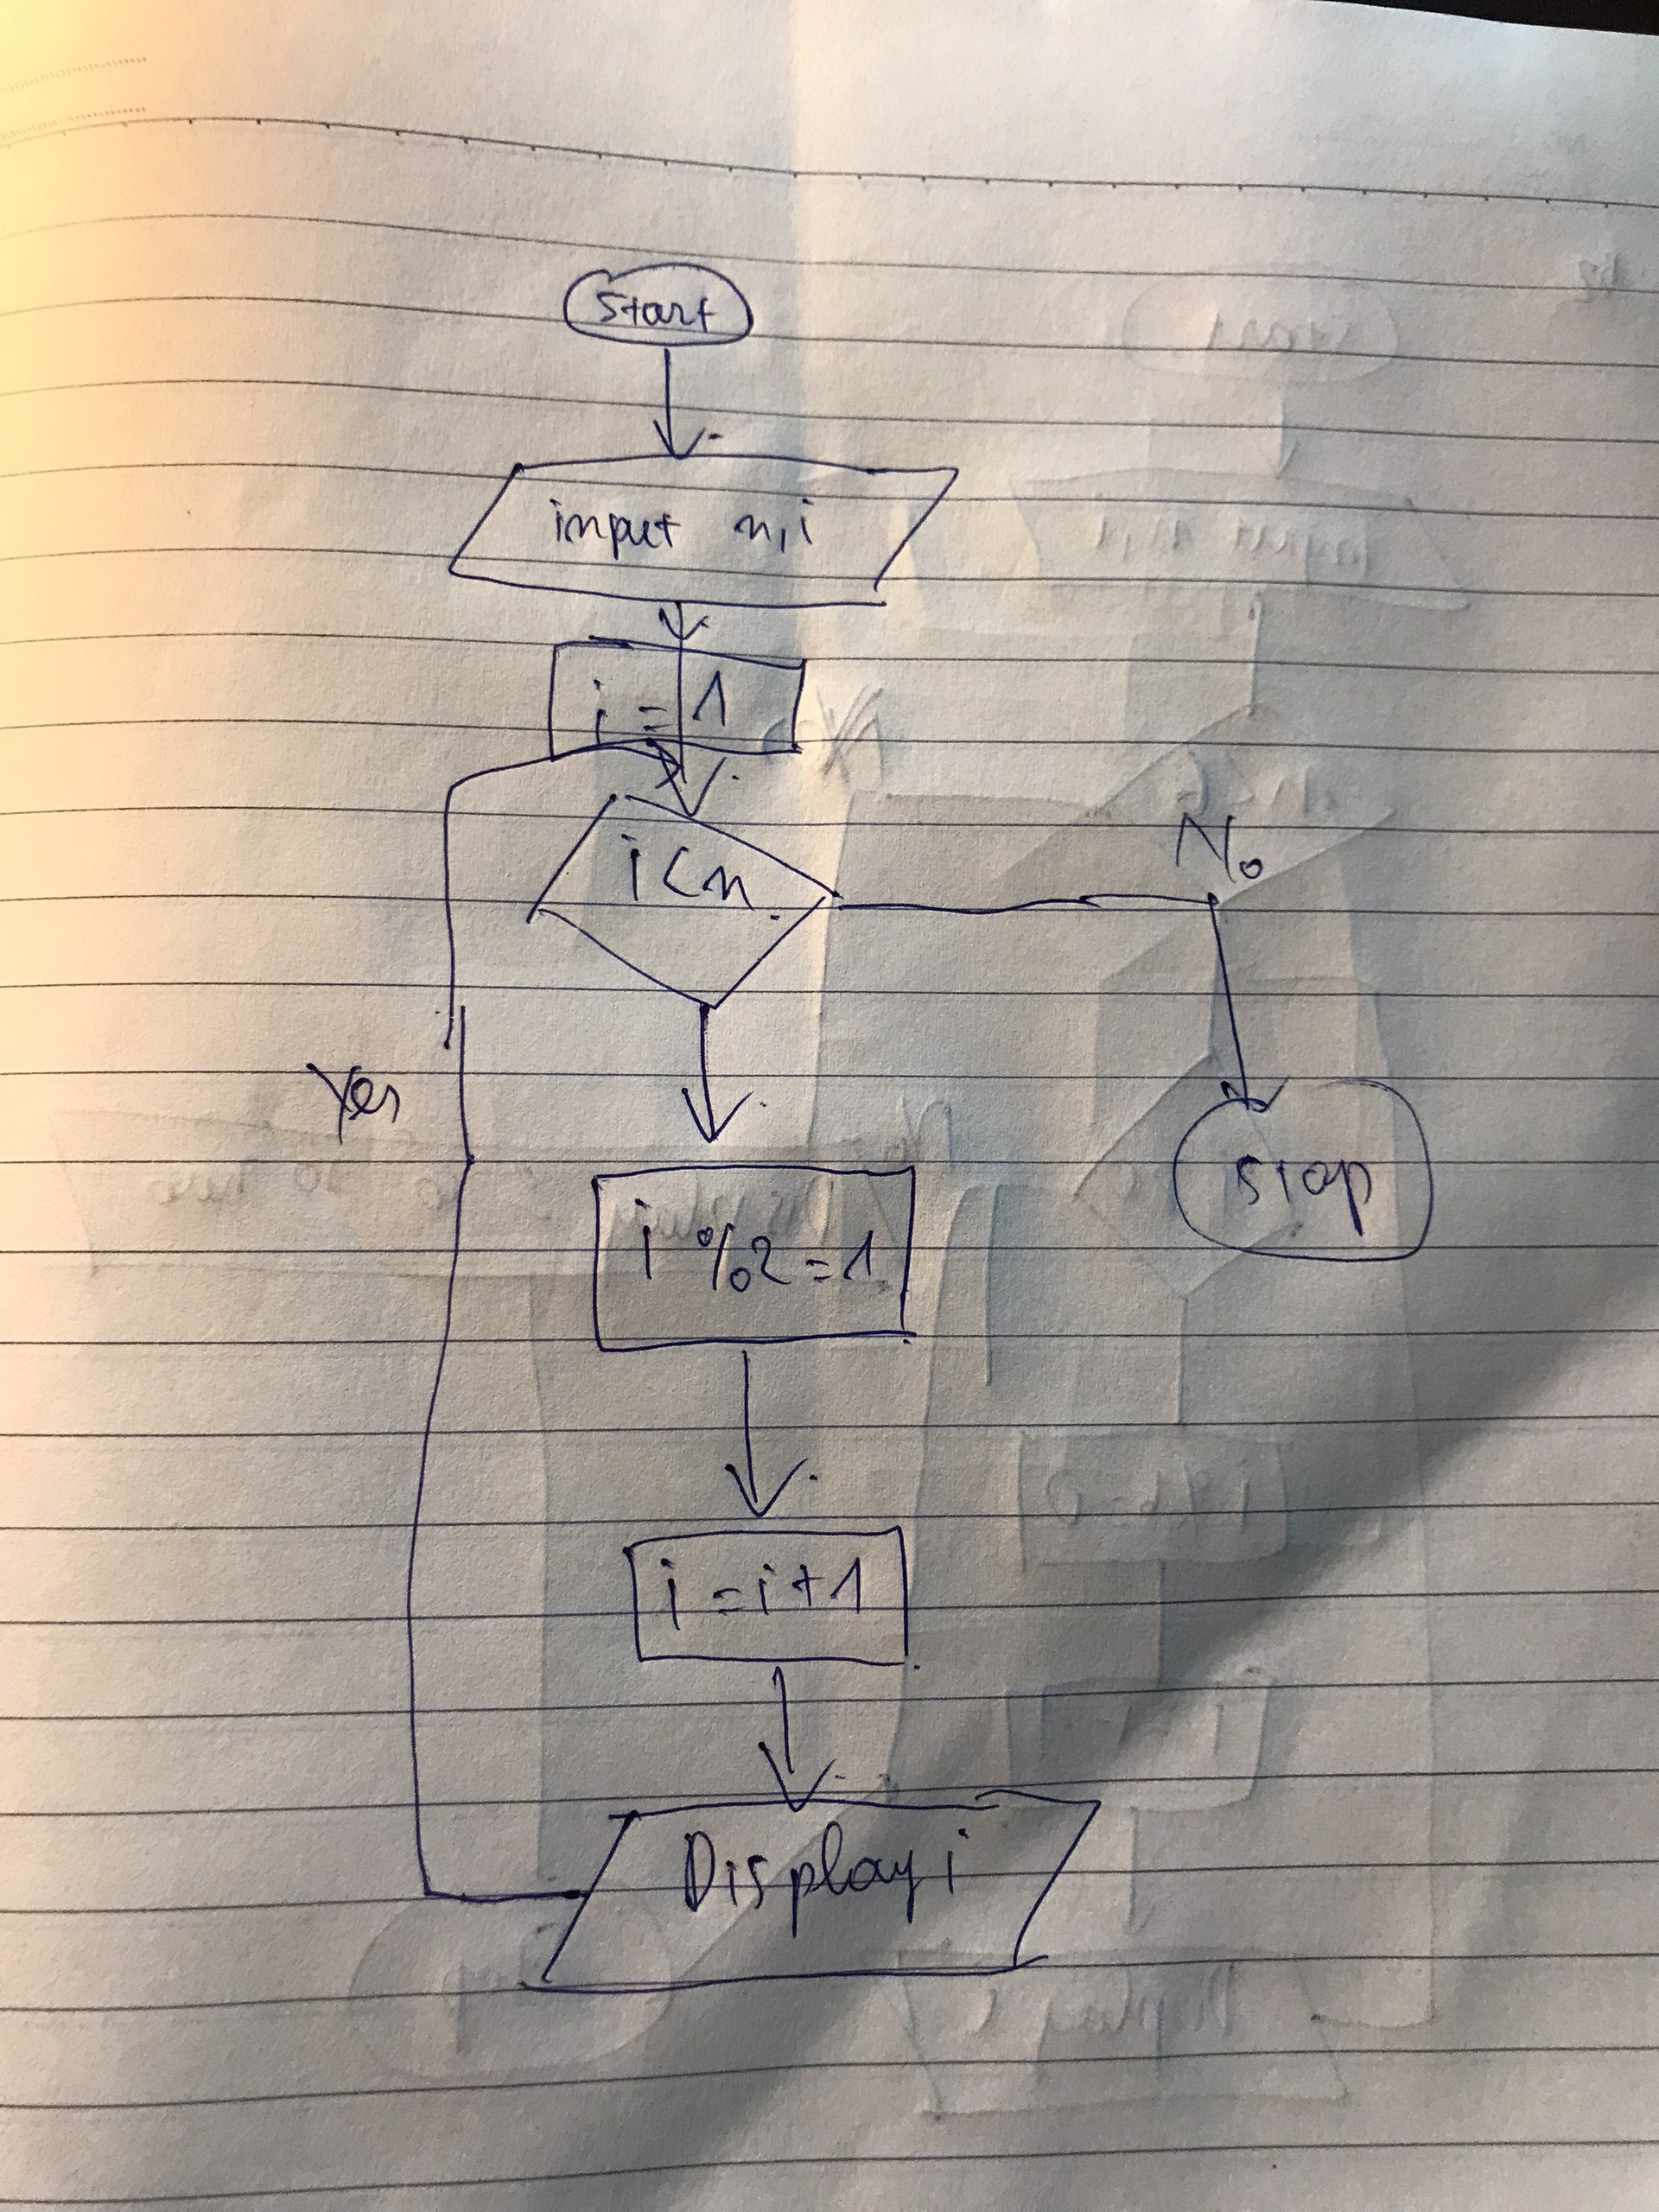 Start
input n, i
i = 1
i < n
No
Yes
Stop
i % 2 = 1
i = i + 1
Display i